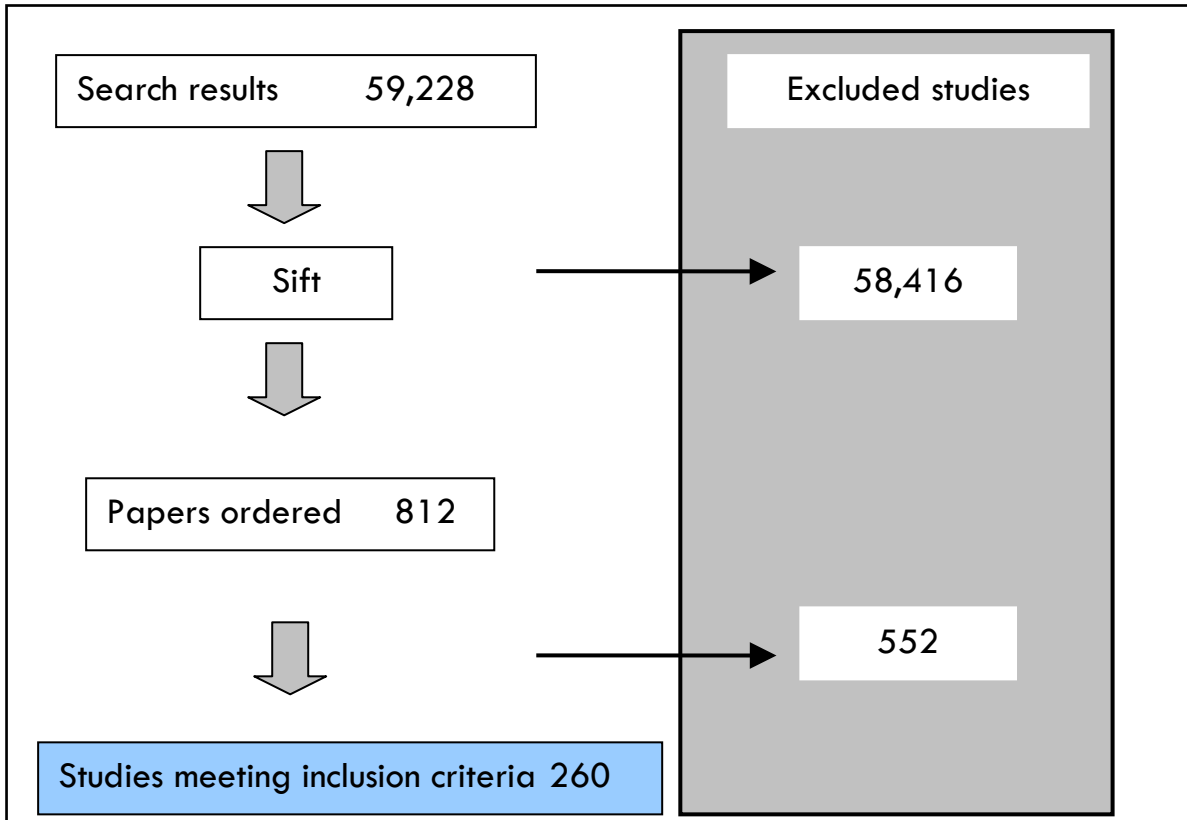 Search results 59,228
Excluded studies
Sift
58,416
Papers ordered 812
552
Studies meeting inclusion criteria 260